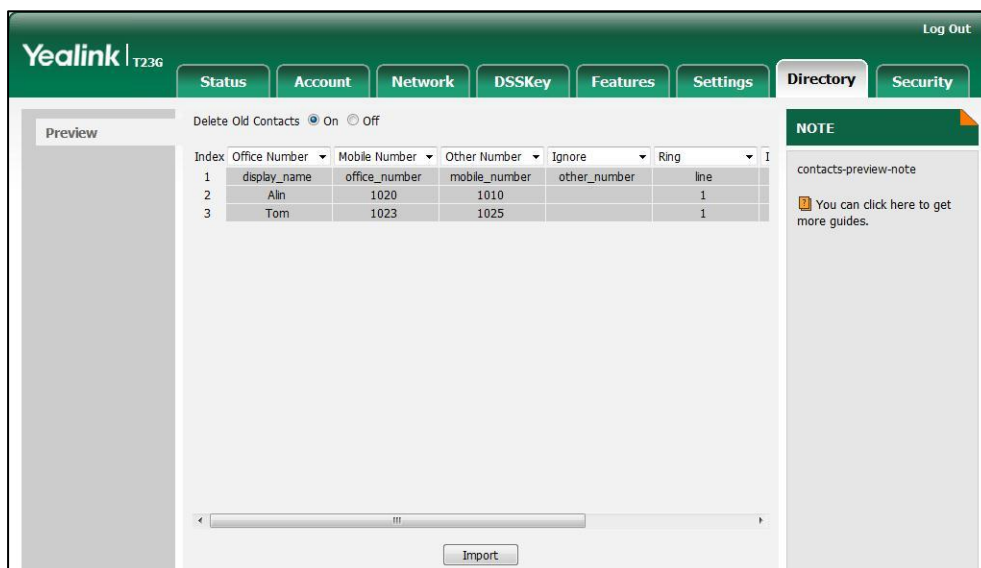 Log Out
Yealink | T23G
Status Account Network DSSKey Features Settings Directory Security
Preview
Delete Old Contacts On Off
Index Office Number Mobile Number Other Number Ignore Ring
1 display_name office_number mobile_number other_number line
2 Alin 1020 1010 1
3 Tom 1023 1025 1
Import
NOTE
contacts-preview-note
You can click here to get
more guides.